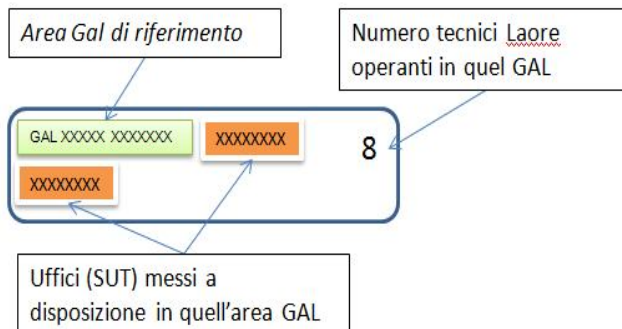 Area Gal di riferimento
Numero tecnici Laore
operanti in quel GAL
GAL XXXXX XXXXXXX
XXXXXXXX
8
XXXXXXXX
Uffici (SUT) messi a
disposizione in quell'area GAL